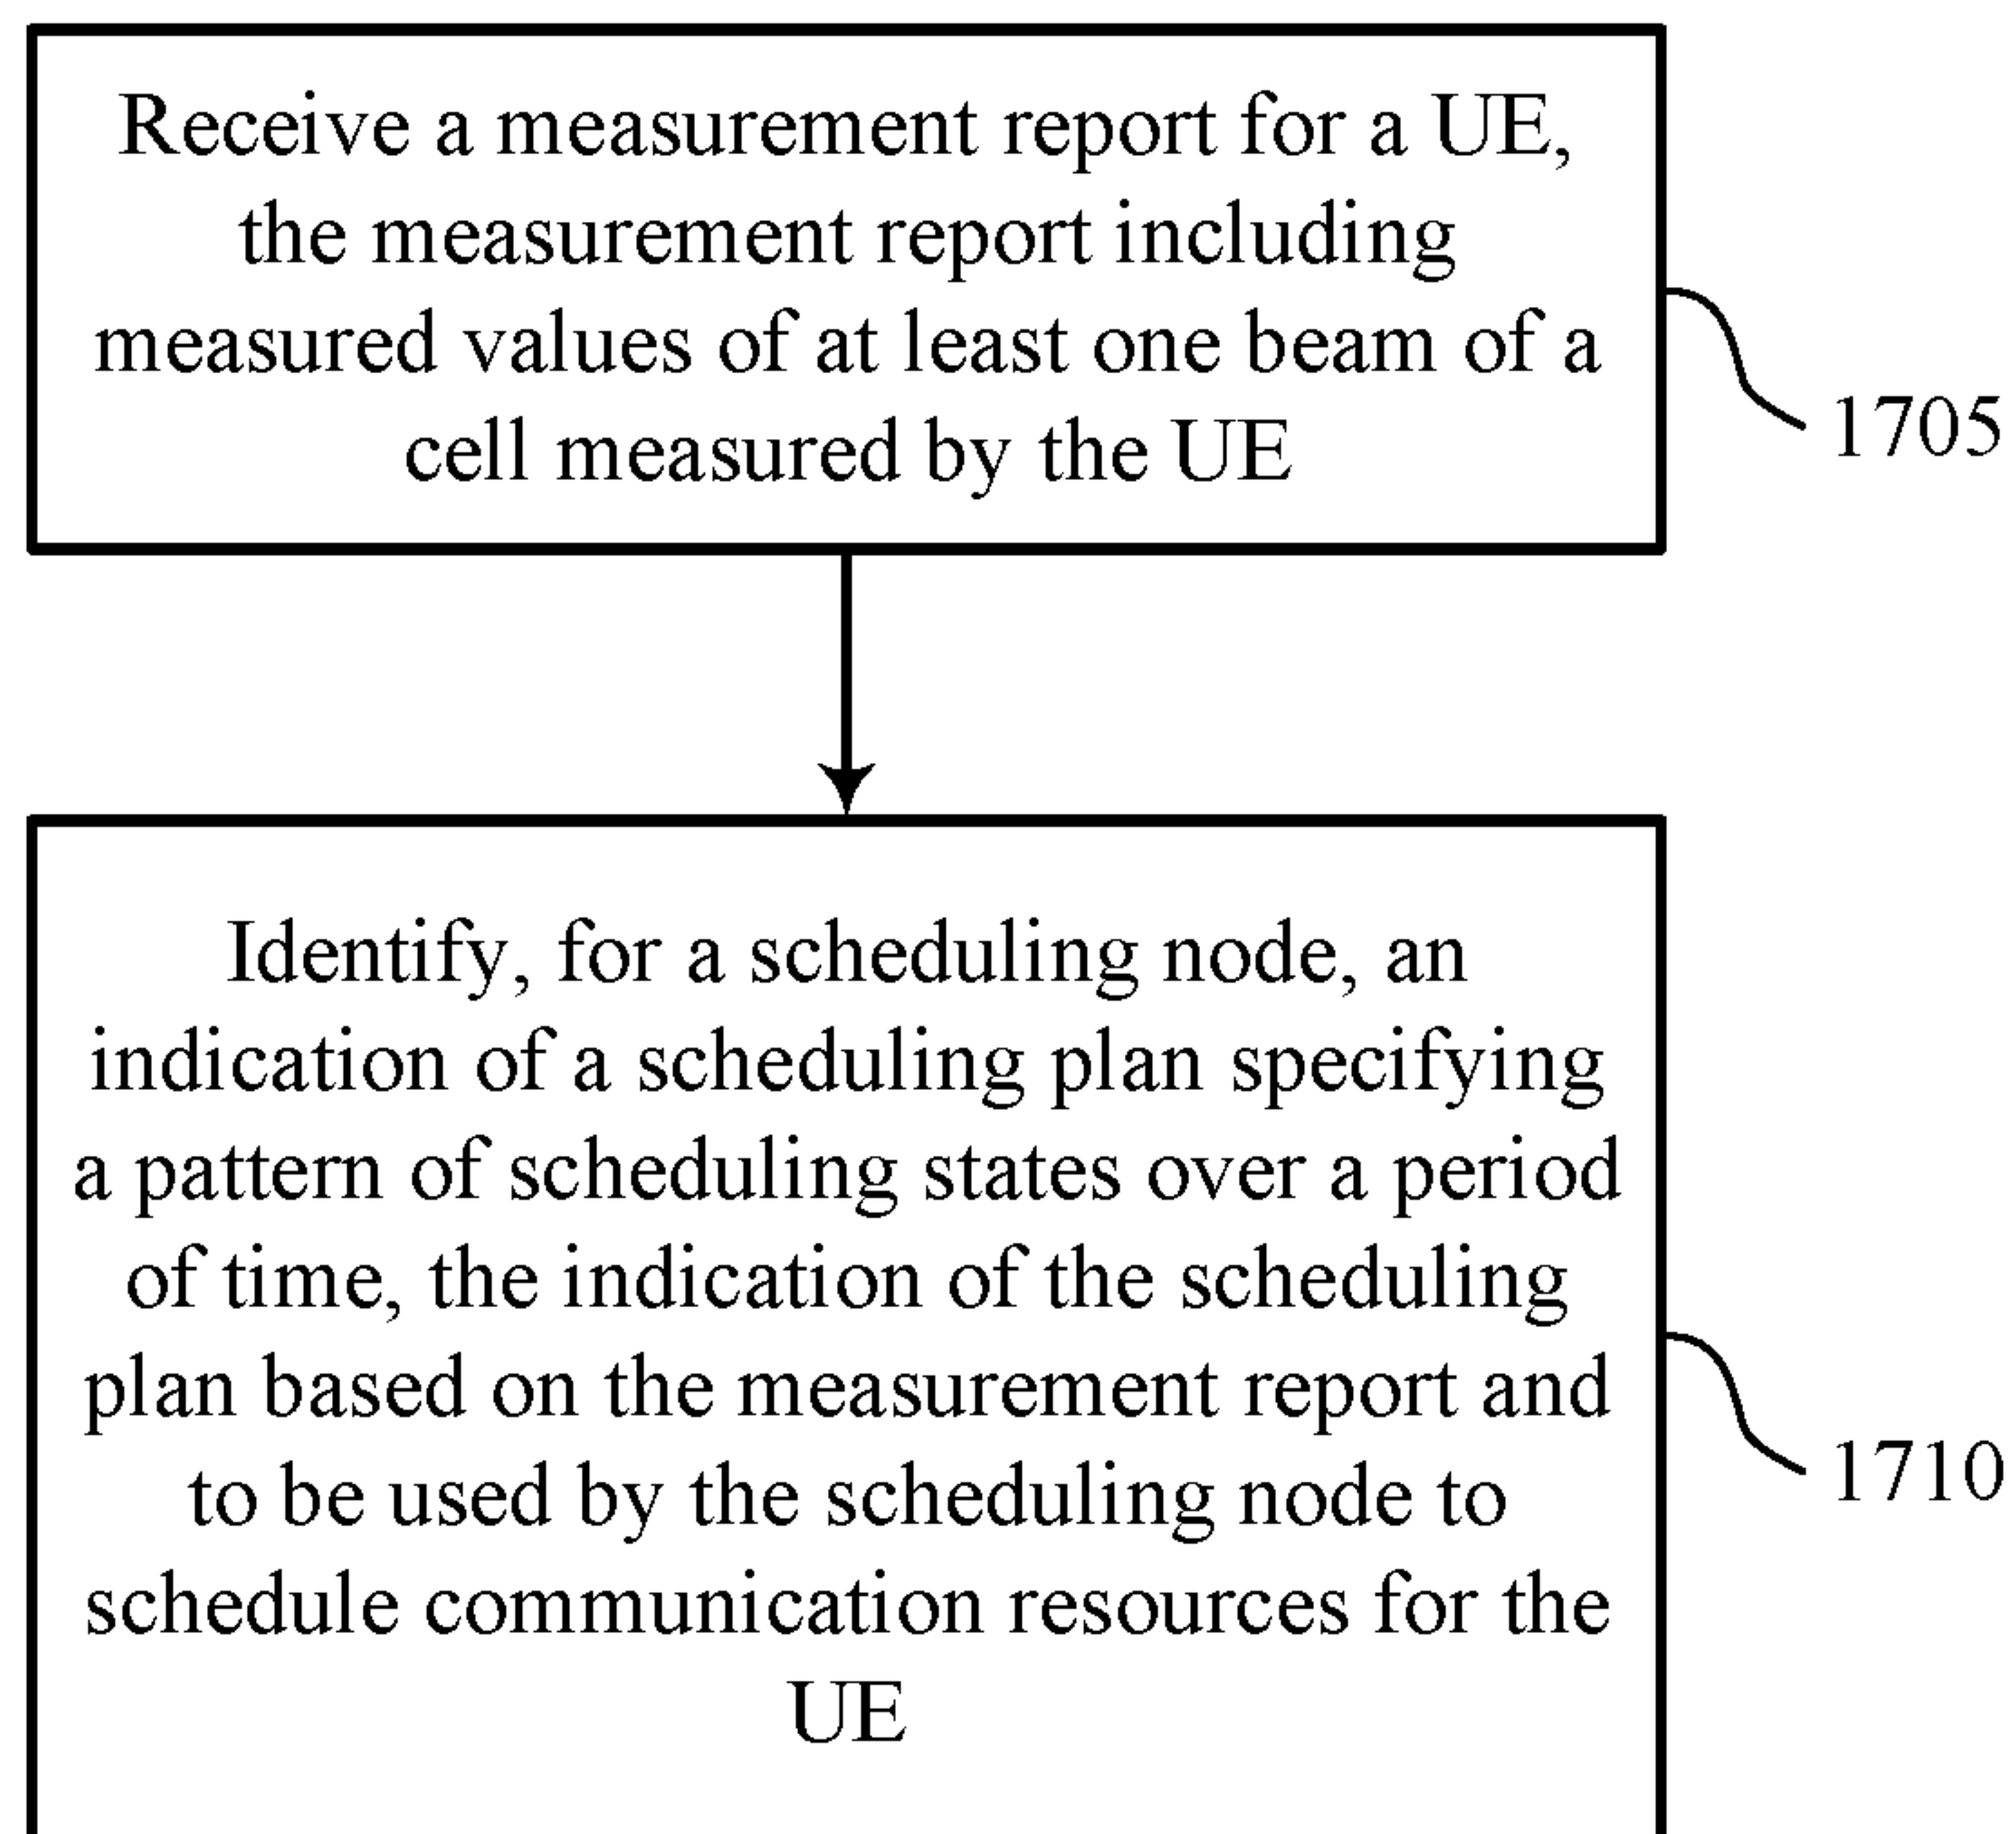 Receive a measurement report for a UE,
the measurement report including
measured values of at least one beam of a
cell measured by the UE
1705
Identify, for a scheduling node, an
indication of a scheduling plan specifying
a pattern of scheduling states over a period
of time, the indication of the scheduling
plan based on the measurement report and
to be used by the scheduling node to
schedule communication resources for the
UE
1710